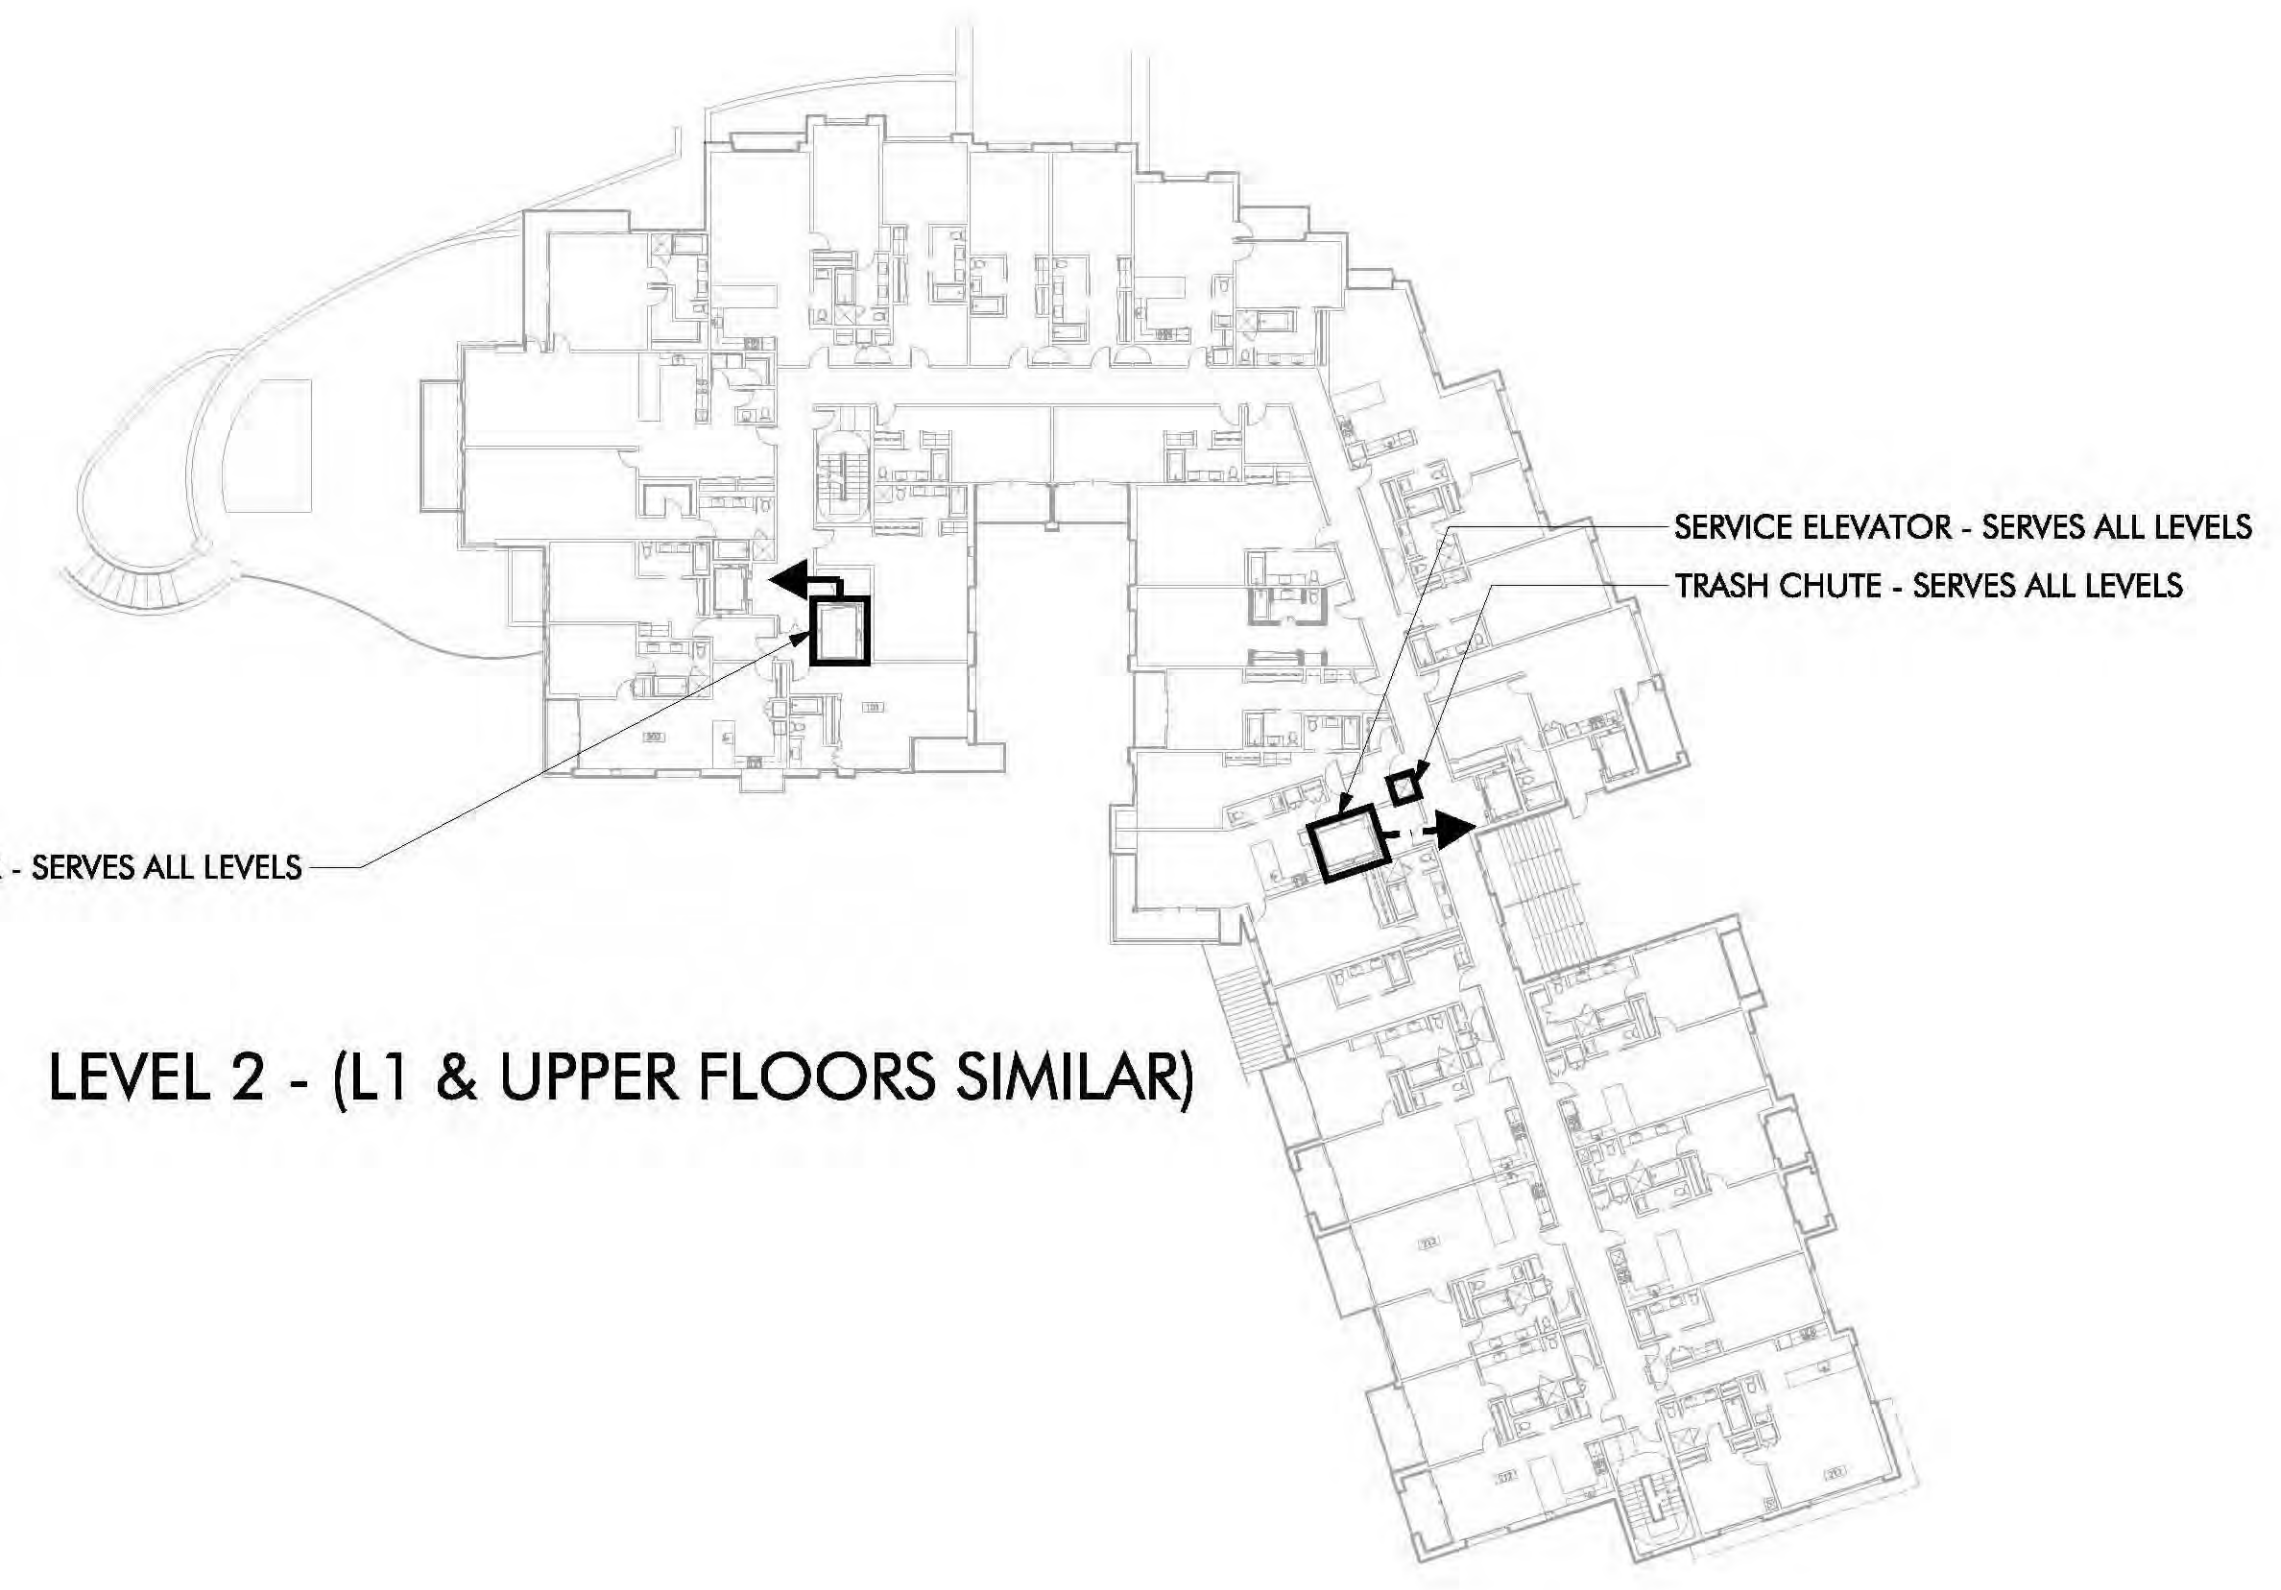 SERVICE ELEVATOR - SERVES ALL LEVELS
TRASH CHUTE - SERVES ALL LEVELS
- SERVES ALL LEVELS
LEVEL 2 - (L1 & UPPER FLOORS SIMILAR)